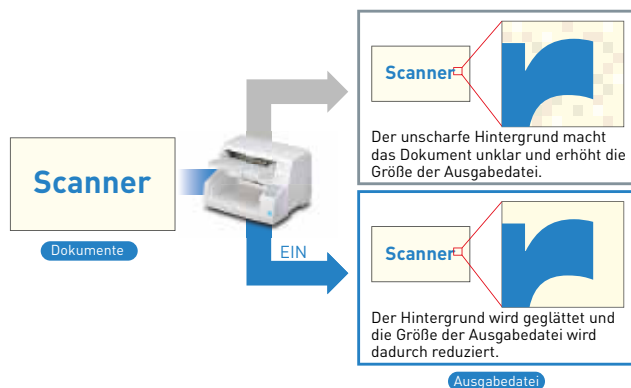 Scanner
Dokumente
EIN
Scanner
Der unscharfe Hintergrund macht
das Dokument unklar und erhöht die
Größe der Ausgabedatei.
Scanner
Der Hintergrund wird geglättet und
die Größe der Ausgabedatei wird
dadurch reduziert.
Ausgabedatei